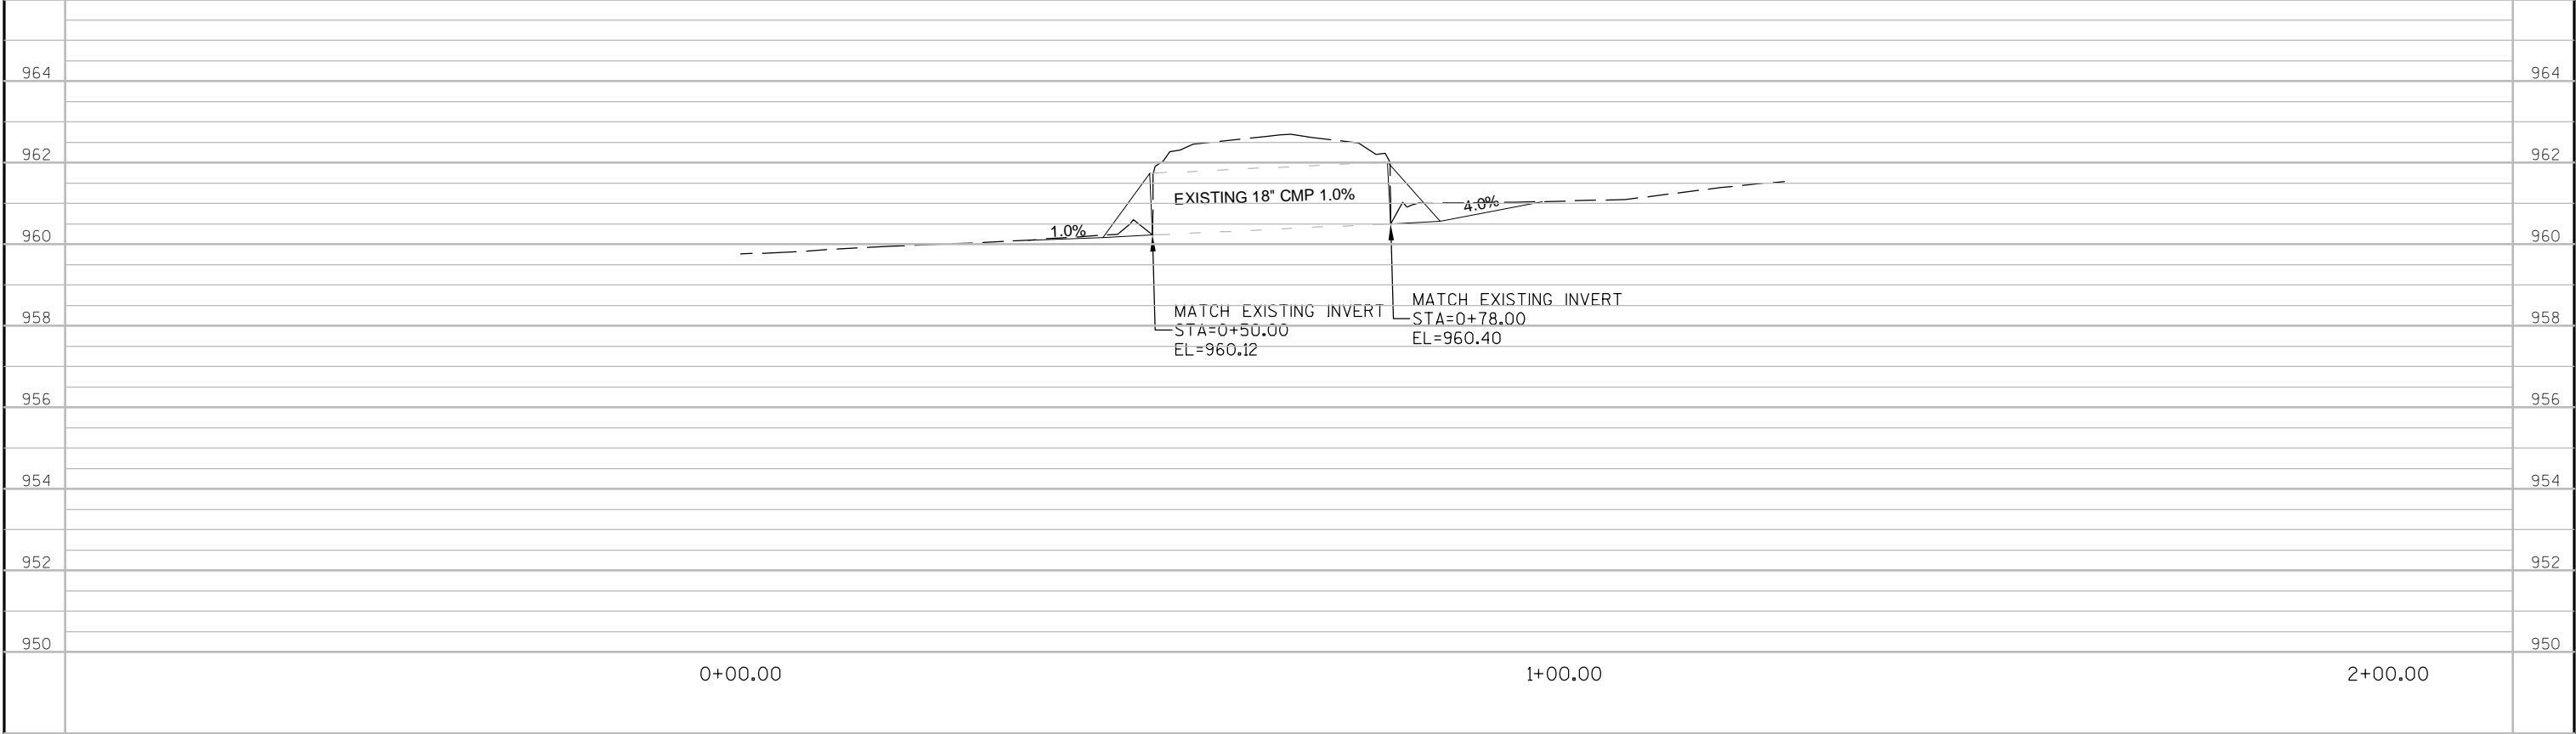 964 964
962 962
EXISTING 18" CMP 1.0%
4.0%
1.0%
960 960
MATCH EXISTING INVERT
STA=0+50.00
EL=960.12
MATCH EXISTING INVERT
STA=0+78.00
EL=960.40
958 958
956 956
954 954
952 952
950 950
0+00.00 1+00.00 2+00.00